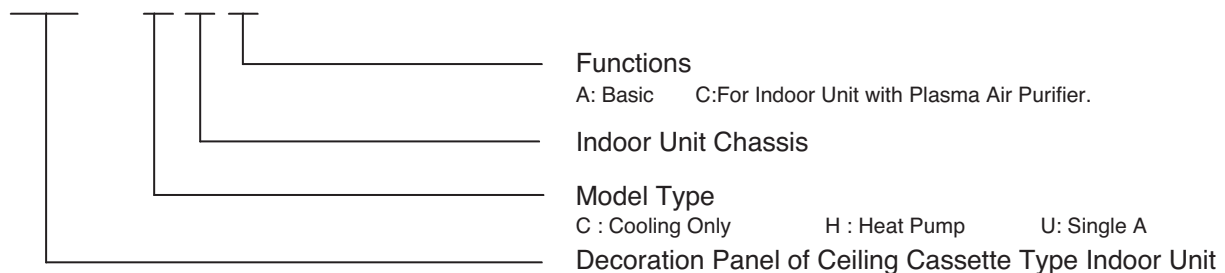 Functions
A: Basic C:For Indoor Unit with Plasma Air Purifier.
Indoor Unit Chassis
Model Type
C : Cooling Only H : Heat Pump U: Single A
Decoration Panel of Ceiling Cassette Type Indoor Unit